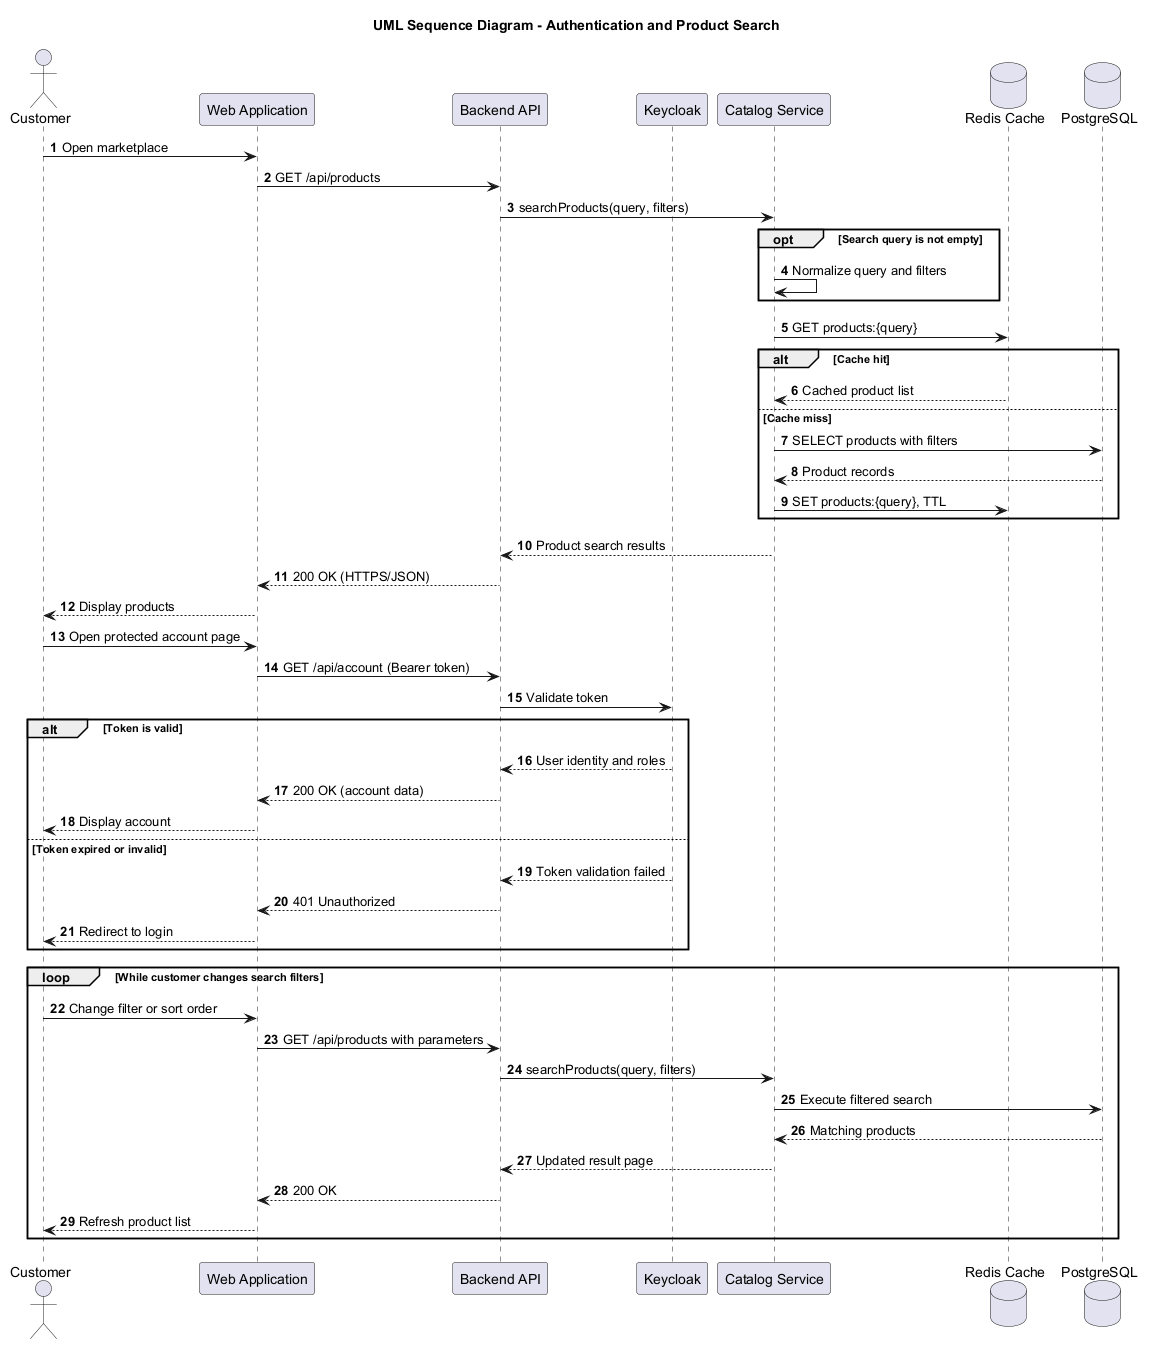 UML Sequence Diagram - Authentication and Product Search
Customer
Web Application
Backend API
Keycloak
Catalog Service
Redis Cache
PostgreSQL
1 Open marketplace
2 GET /api/products
3 searchProducts(query, filters)
opt [Search query is not empty]
4 Normalize query and filters
5 GET products:{query}
alt [Cache hit]
6 Cached product list
[Cache miss]
7 SELECT products with filters
8 Product records
9 SET products:{query}, TTL
10 Product search results
11 200 OK (HTTPS/JSON)
12 Display products
13 Open protected account page
14 GET /api/account (Bearer token)
15 Validate token
alt [Token is valid]
16 User identity and roles
17 200 OK (account data)
18 Display account
[Token expired or invalid]
19 Token validation failed
20 401 Unauthorized
21 Redirect to login
loop [While customer changes search filters]
22 Change filter or sort order
23 GET /api/products with parameters
24 searchProducts(query, filters)
25 Execute filtered search
26 Matching products
27 Updated result page
28 200 OK
29 Refresh product list
Customer
Web Application
Backend API
Keycloak
Catalog Service
Redis Cache
PostgreSQL